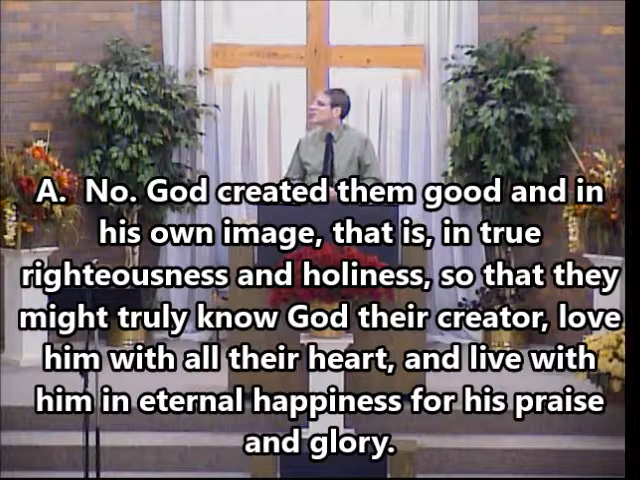 A.  No. God created them good and in
his own image, that is, in true
righteousness and holiness, so that they
might truly know God their creator, love
him with all their heart, and live with
him in eternal happiness for his praise
and glory.